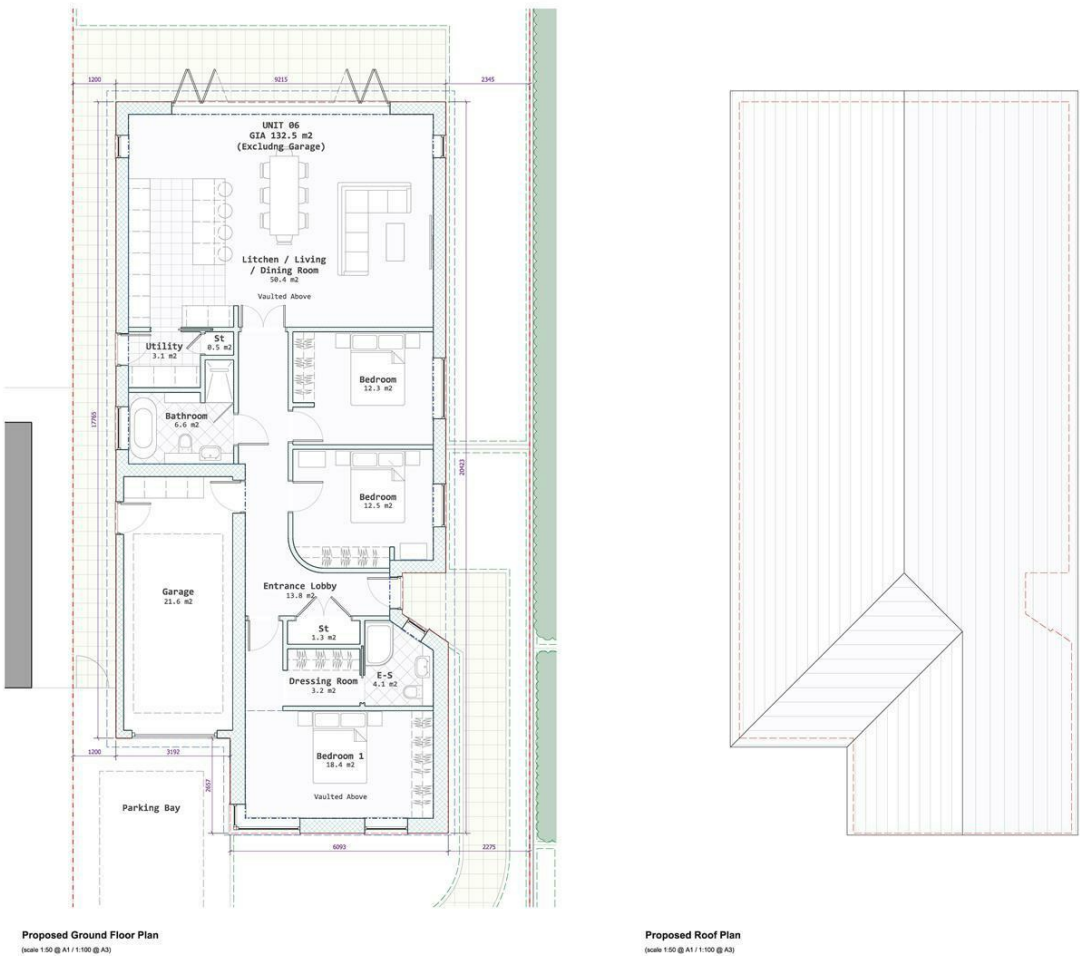 1200
9215
2345
UNIT 06
GIA 132.5 m2
(Excludng Garage)
Litchen / Living
/ Dining Room
50.4 m2
Vaulted Above
Utility
3.1 m2
St
0.5 m2
Bedroom
12.3 m2
Bathroom
6.6 m2
17765
20423
Bedroom
12.5 m2
Garage
21.6 m2
Entrance Lobby
13.8 m2
St
1.3 m2
Dressing Room
3.2 m2
E-S
4.1 m2
1200
3192
2657
Bedroom 1
18.4 m2
Vaulted Above
Parking Bay
6093
2275
Proposed Ground Floor Plan
(scale 1:50 @ A1 / 1:100 @ A3)
Proposed Roof Plan
(scale 1:50 @ A1 / 1:100 @ A3)